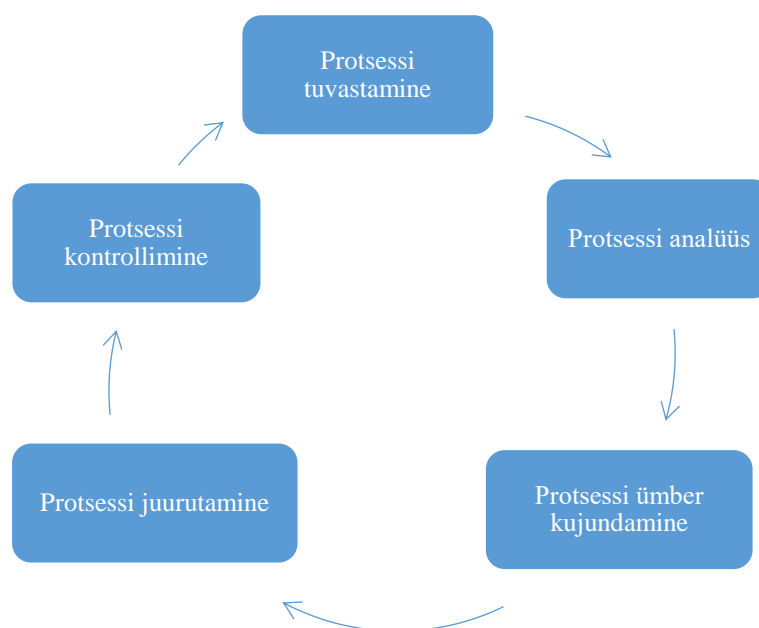 Protsessi
tuvastamine
Protsessi analüüs
Protsessi ümber
kujundamine
Protsessi juurutamine
Protsessi
kontrollimine